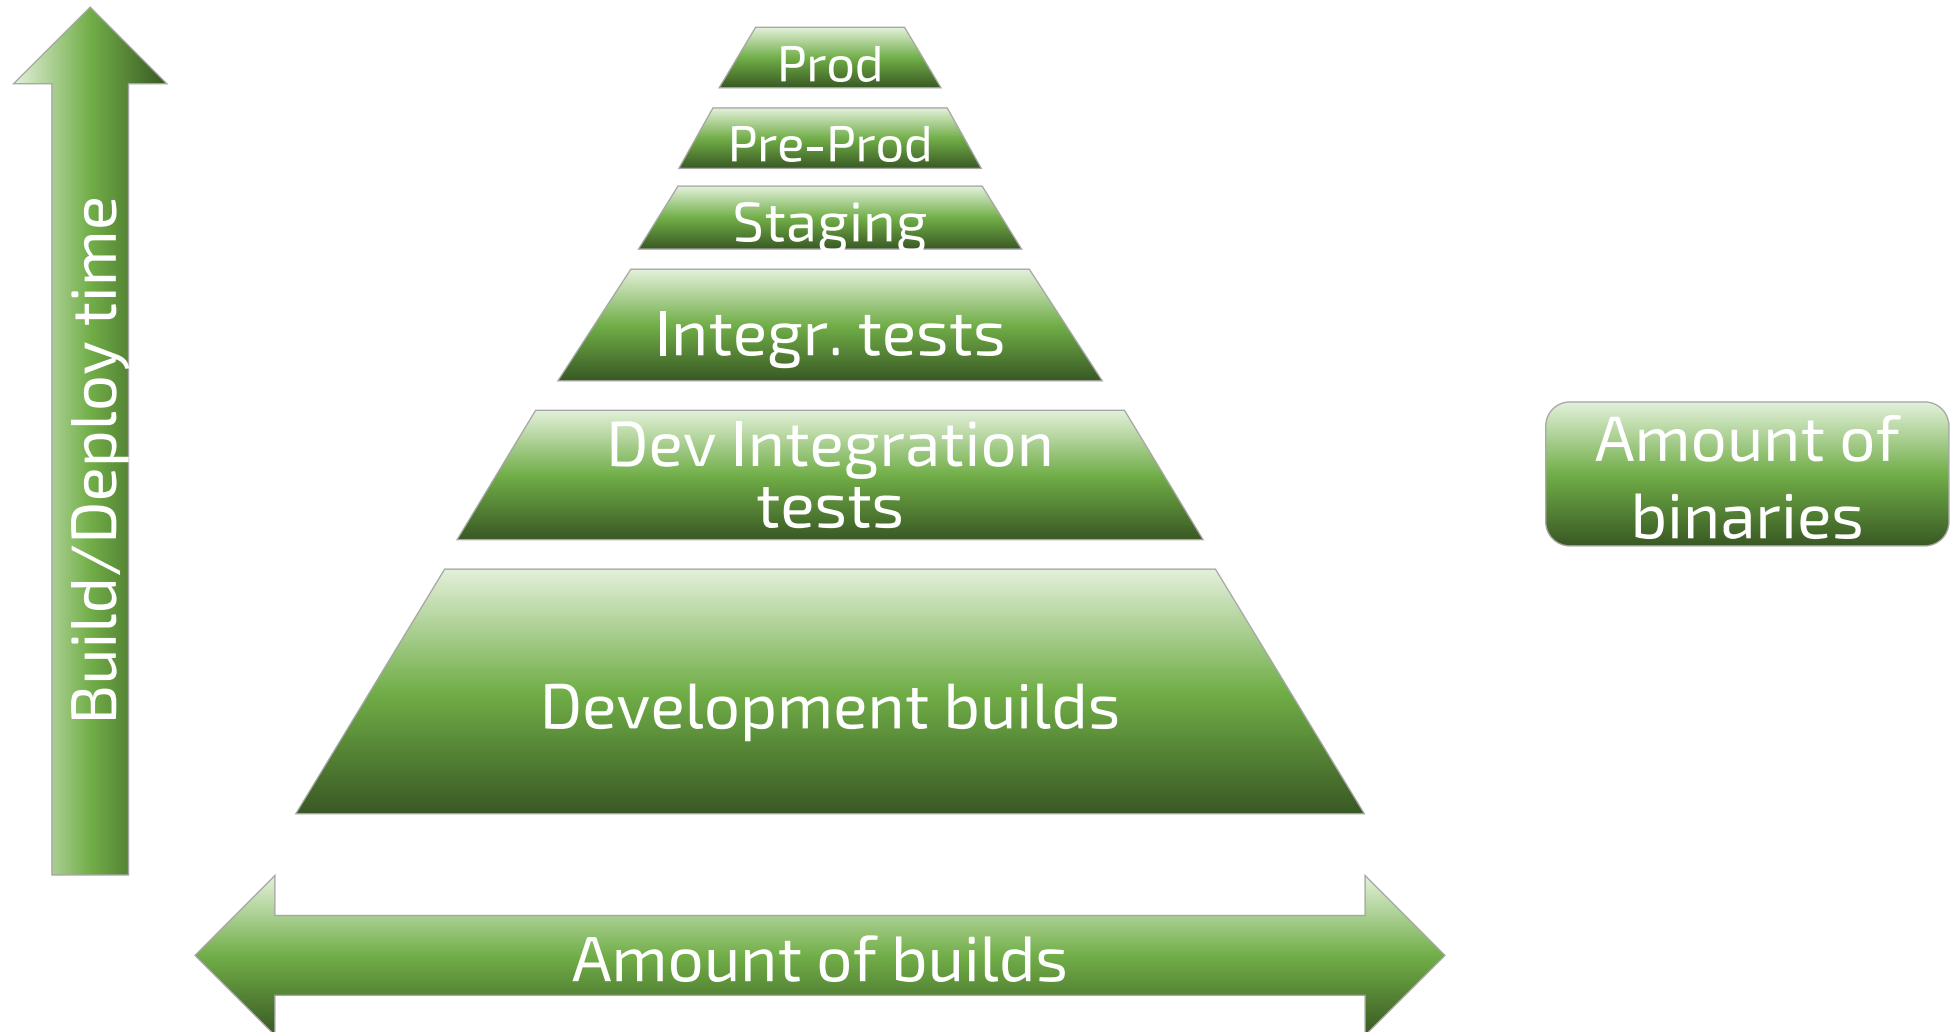 Prod
Pre-Prod
Staging
Integr. tests
Dev Integration
tests
Development builds
Build/Deploy time
Amount of builds
Amount of
binaries